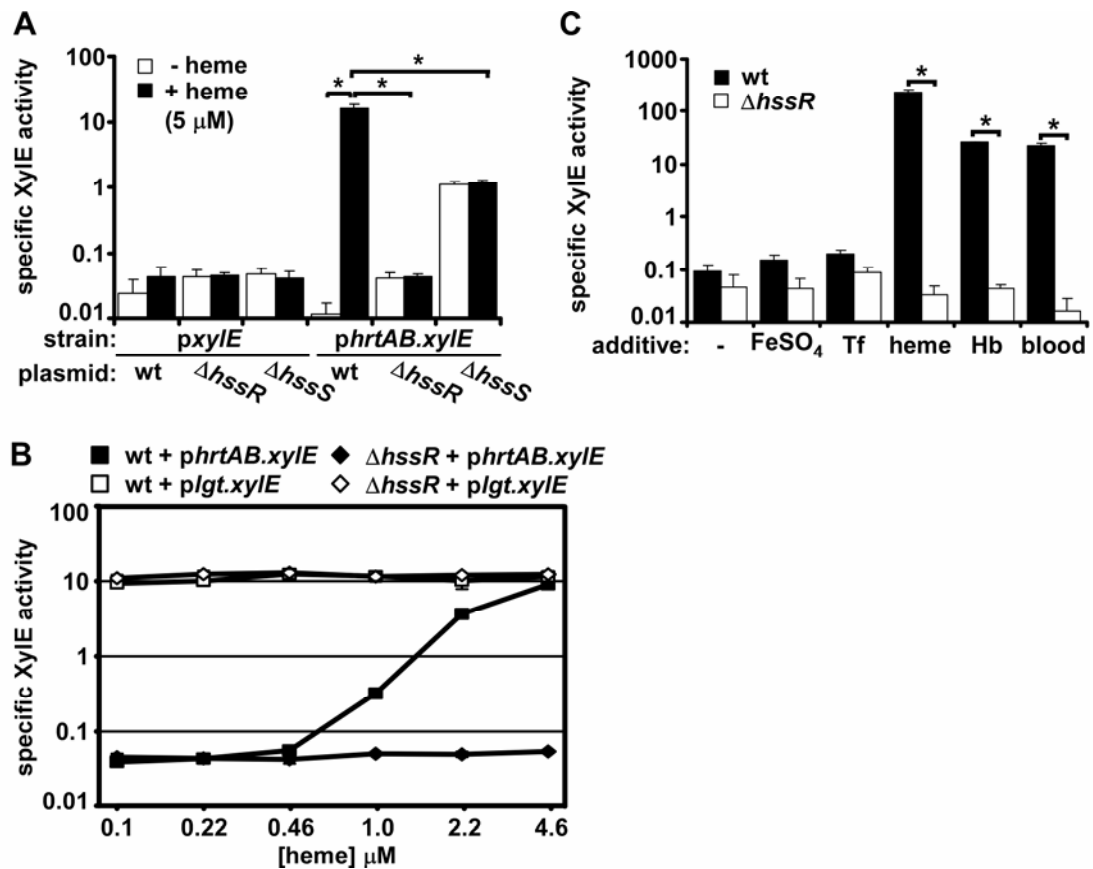 A
specific XylE activity
100
10
1
0.1
0.01
- heme
+ heme
(5 μM)
*
*
*
strain:
pxylE
phrtAB.xylE
plasmid:
wt
ΔhssR
ΔhssS
wt
ΔhssR
ΔhssS
C
specific XylE activity
1000
100
10
1
0.1
0.01
wt
ΔhssR
*
*
*
additive:
-
FeSO4
Tf
heme
Hb
blood
B
wt + phrtAB.xylE
ΔhssR + phrtAB.xylE
wt + plgt.xylE
ΔhssR + plgt.xylE
specific XylE activity
100
10
1
0.1
0.01
0.1
0.22
0.46
1.0
2.2
4.6
[heme] μM